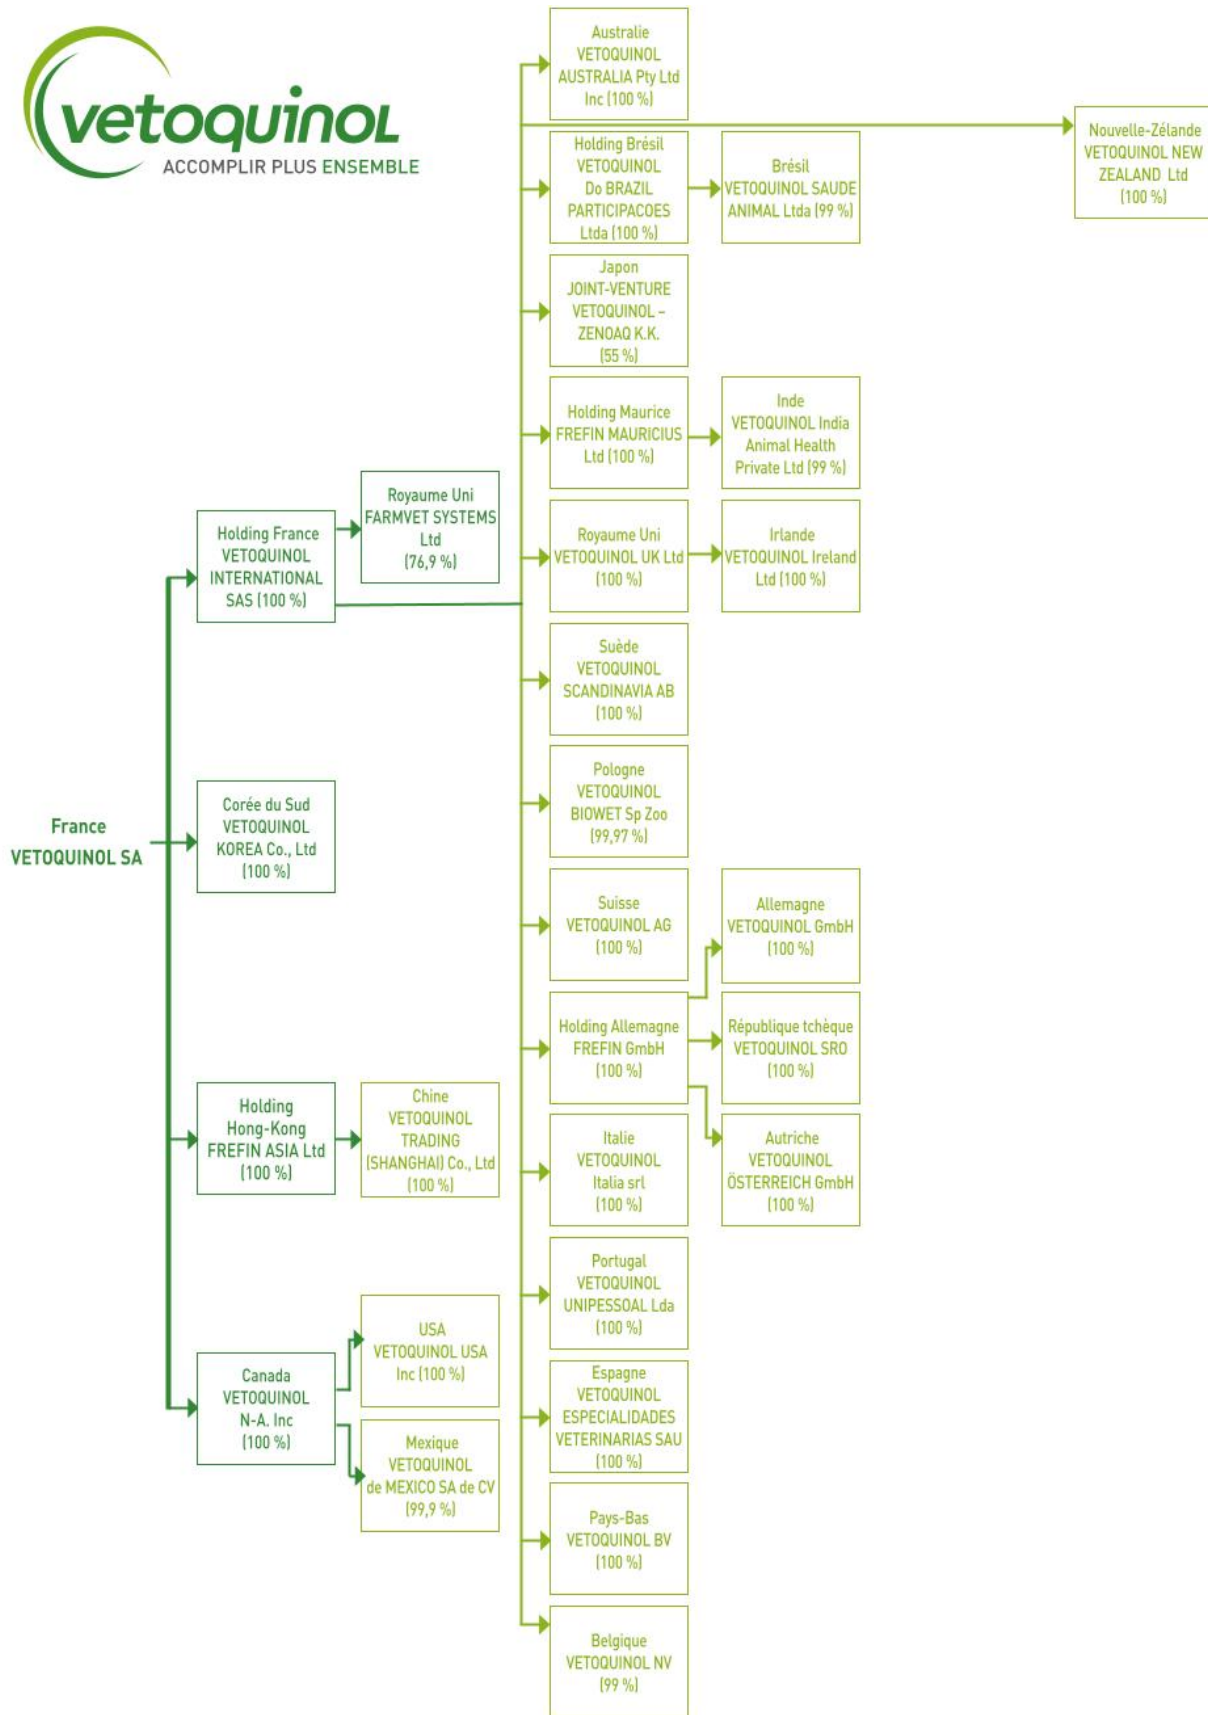 vetoquinol
ACCOMPLIR PLUS ENSEMBLE
France
VETOQUINOL SA
Holding France
VETOQUINOL
INTERNATIONAL
SAS (100 %)
Royaume Uni
FARMVET SYSTEMS
Ltd
(76,9 %)
Corée du Sud
VETOQUINOL
KOREA Co., Ltd
(100 %)
Holding
Hong-Kong
FREFIN ASIA Ltd
(100 %)
Chine
VETOQUINOL
TRADING
(SHANGHAI) Co., Ltd
(100 %)
Canada
VETOQUINOL
N-A. Inc
(100 %)
USA
VETOQUINOL USA
Inc (100 %)
Mexique
VETOQUINOL
de MEXICO SA de CV
(99,9 %)
Australie
VETOQUINOL
AUSTRALIA Pty Ltd
Inc (100 %)
Nouvelle-Zélande
VETOQUINOL NEW
ZEALAND Ltd
(100 %)
Holding Brésil
VETOQUINOL
Do BRAZIL
PARTICIPACOES
Ltda (100 %)
Brésil
VETOQUINOL SAUDE
ANIMAL Ltda (99 %)
Japon
JOINT-VENTURE
VETOQUINOL –
ZENOAQ K.K.
(55 %)
Holding Maurice
FREFIN MAURICIUS
Ltd (100 %)
Inde
VETOQUINOL India
Animal Health
Private Ltd (99 %)
Royaume Uni
VETOQUINOL UK Ltd
(100 %)
Irlande
VETOQUINOL Ireland
Ltd (100 %)
Suède
VETOQUINOL
SCANDINAVIA AB
(100 %)
Pologne
VETOQUINOL
BIOWET Sp Zoo
(99,97 %)
Suisse
VETOQUINOL AG
(100 %)
Holding Allemagne
FREFIN GmbH
(100 %)
Allemagne
VETOQUINOL GmbH
(100 %)
République tchèque
VETOQUINOL SRO
(100 %)
Autriche
VETOQUINOL
ÖSTERREICH GmbH
(100 %)
Italie
VETOQUINOL
Italia srl
(100 %)
Portugal
VETOQUINOL
UNIPESSOAL Lda
(100 %)
Espagne
VETOQUINOL
ESPECIALIDADES
VETERINARIAS SAU
(100 %)
Pays-Bas
VETOQUINOL BV
(100 %)
Belgique
VETOQUINOL NV
(99 %)